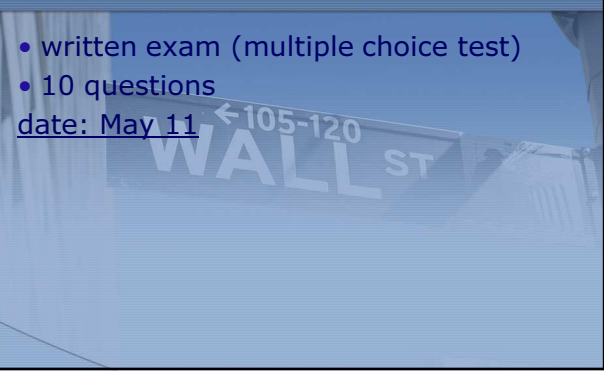 • written exam (multiple choice test)
• 10 questions
date: May 11
←105-120
WALL ST